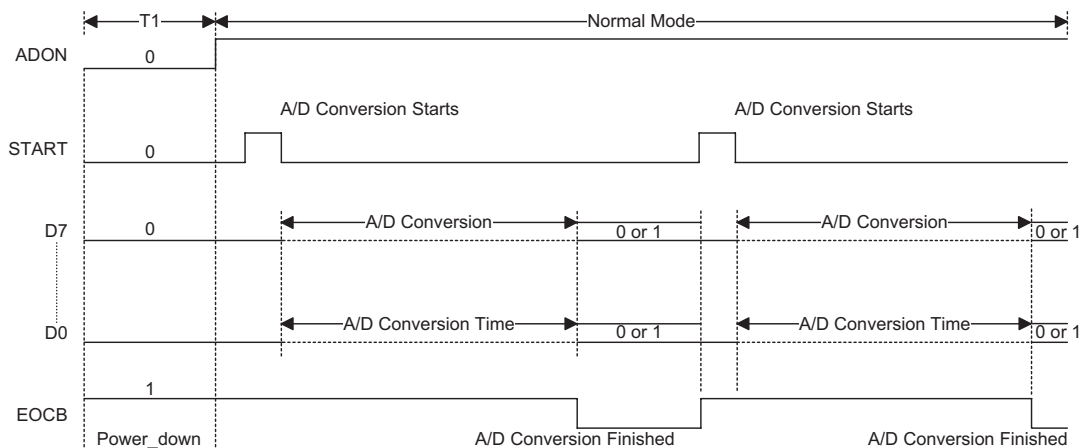 T1 Normal Mode
ADON 0
A/D Conversion Starts A/D Conversion Starts
START 0
D7 0 A/D Conversion 0 or 1 A/D Conversion 0 or 1
D0 A/D Conversion Time 0 or 1 A/D Conversion Time 0 or 1
1
EOCB
Power_down A/D Conversion Finished A/D Conversion Finished